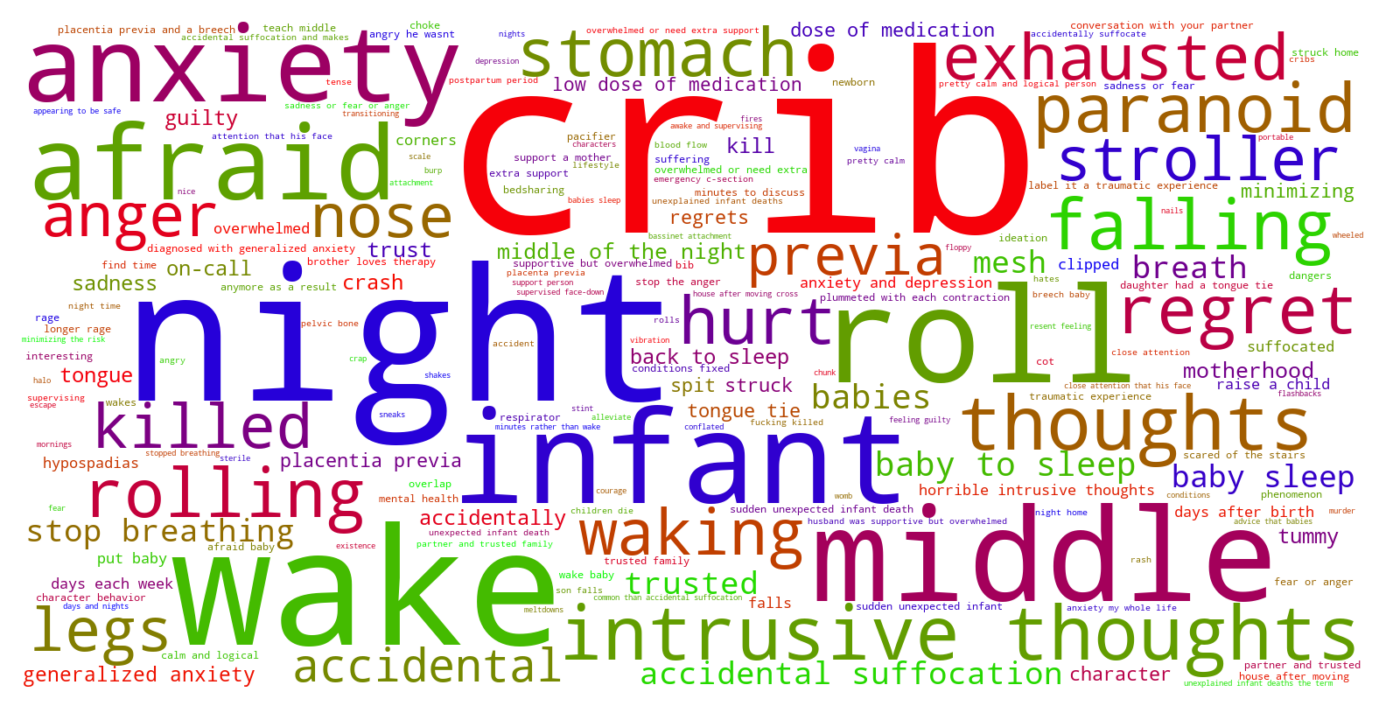 placentia previa and a breech
teach middle
choke
accidental suffocation and makes
angry he wasnt
nights
overwhelmed or need extra support
dose of medication
conversation with your partner
accidentally suffocate
anxiety
stomach
crib
exhausted
struck home
cribs
depression
tense
postpartum period
low dose of medication
newborn
pretty calm and logical person
sadness or fear
appearing to be safe
sadness or fear or anger
transitioning
guilty
paranoid
portable
afraid
attention that his face
corners
scale
burp
attachment
nice
pacifier
characters
fires
awake and supervising
blood flow
kill
vagina
support a mother
lifestyle
suffering
overwhelmed or need extra
pretty calm
extra support
emergency c-section
bedsharing
minutes to discuss
babies sleep
unexplained infant deaths
stroller
label it a traumatic experience
minimizing
anger
nose
overwhelmed
regrets
falling
nails
wheeled
diagnosed with generalized anxiety
trust
bassinet attachment
middle of the night
previa
floppy
ideation
mesh
clipped
breath
find time
brother loves therapy
on-call
sadness
anymore as a result
crash
supportive but overwhelmed
bib
placenta previa
stop the anger
support person
supervised face-down
house after moving cross
anxiety and depression
plummeted with each contraction
hates
daughter had a tongue tie
dangers
night time
rage
longer rage
minimizing the risk
pelvic bone
night
accident
rolls
hurt
roll
breech baby
resent feeling
regret
vibration
interesting
angry
crap
shakes
back to sleep
conditions fixed
chunk
cot
close attention
suffocated
motherhood
tongue
halo
supervising
escape
wakes
spit
struck
babies
close attention that his face
raise a child
flashbacks
traumatic experience
killed
sneaks
respirator
stint
alleviate
minutes rather than wake
tongue tie
fucking killed
feeling guilty
conflated
infant
thoughts
mornings
stopped breathing
sterile
hypospadias
placentia previa
baby to sleep
scared of the stairs
baby sleep
rolling
overlap
mental health
courage
womb
horrible intrusive thoughts
conditions
phenomenon
murder
fear
stop breathing
existence
accidentally
unexpected infant death
children die
sudden unexpected infant death
husband was supportive but overwhelmed
night home
days after birth
advice that babies
tummy
afraid baby
put baby
wake
partner and trusted family
waking
trusted family
middle
rash
days each week
character behavior
days and nights
wake baby
son falls
trusted
common than accidental suffocation
meltdowns
falls
sudden unexpected infant
anxiety my whole life
fear or anger
legs
calm and logical
generalized anxiety
accidental
intrusive thoughts
accidental suffocation
character
partner and trusted
house after moving
unexplained infant deaths the term